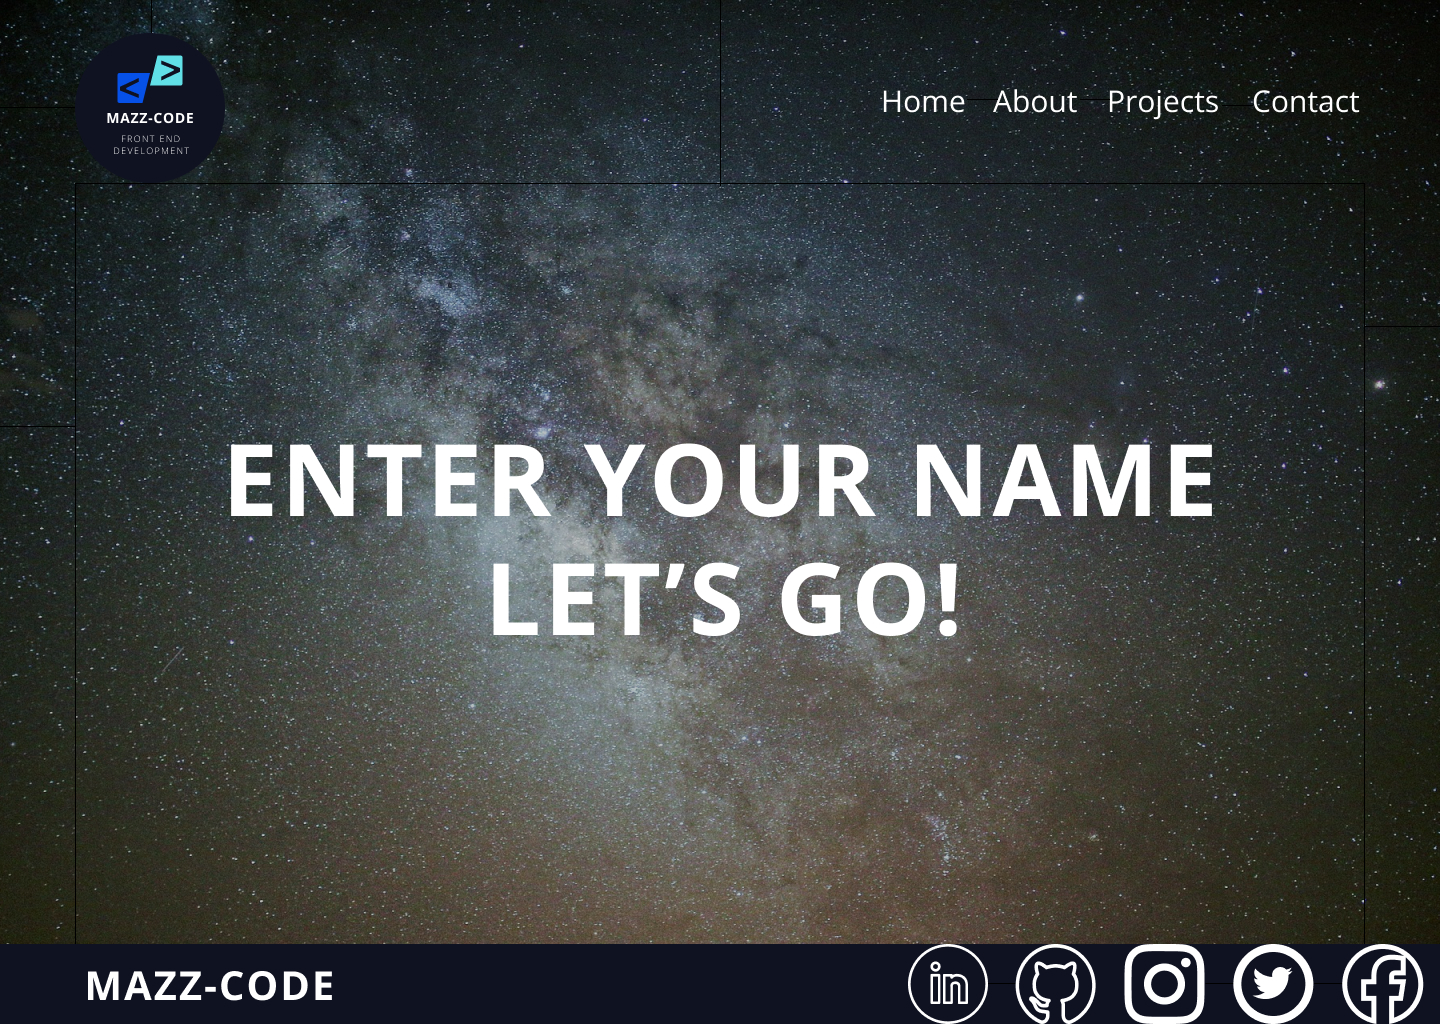 < >
MAZZ-CODE
FRONT END
DEVELOPMENT
Home About Projects Contact
ENTER YOUR NAME
LET’S GO!
MAZZ-CODE
in